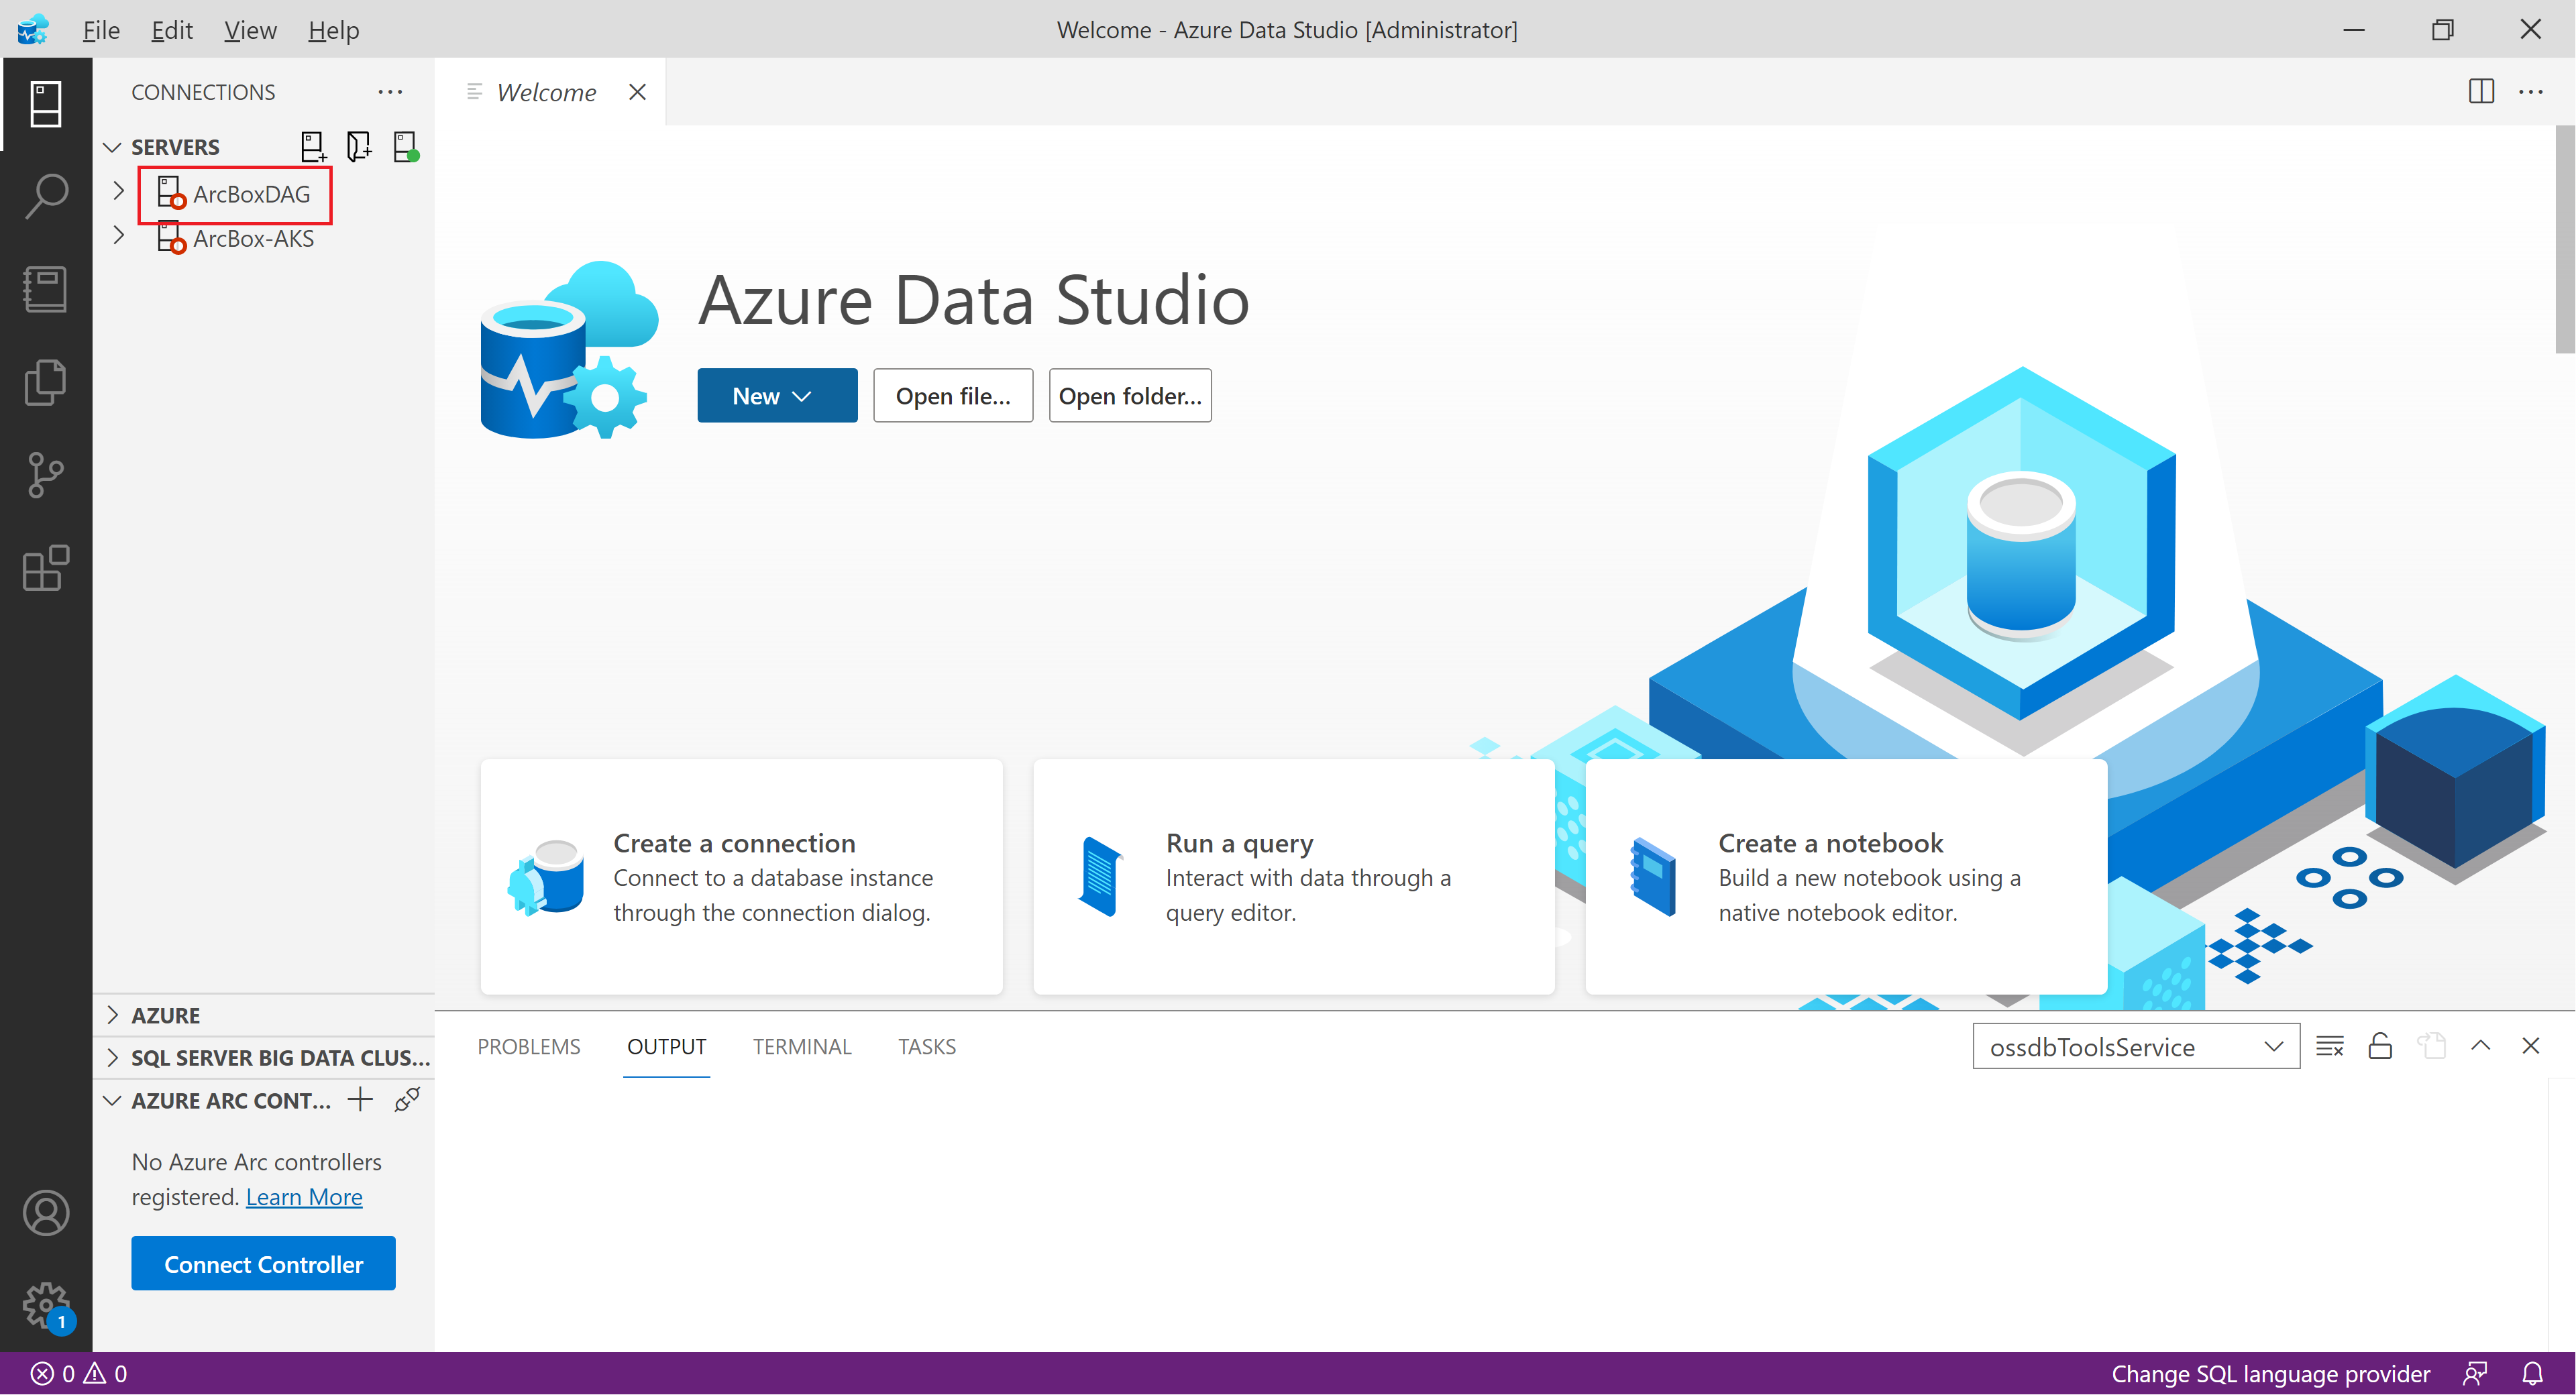 File Edit View Help
Welcome - Azure Data Studio [Administrator]
CONNECTIONS
SERVERS
ArcBoxDAG
ArcBox-AKS
Welcome
Azure Data Studio
New
Open file...
Open folder...
Create a connection
Connect to a database instance
through the connection dialog.
Run a query
Interact with data through a
query editor.
Create a notebook
Build a new notebook using a
native notebook editor.
AZURE
SQL SERVER BIG DATA CLUS...
AZURE ARC CONT...
No Azure Arc controllers
registered. Learn More
Connect Controller
1
PROBLEMS OUTPUT TERMINAL TASKS
ossdbToolsService
0 0
Change SQL language provider